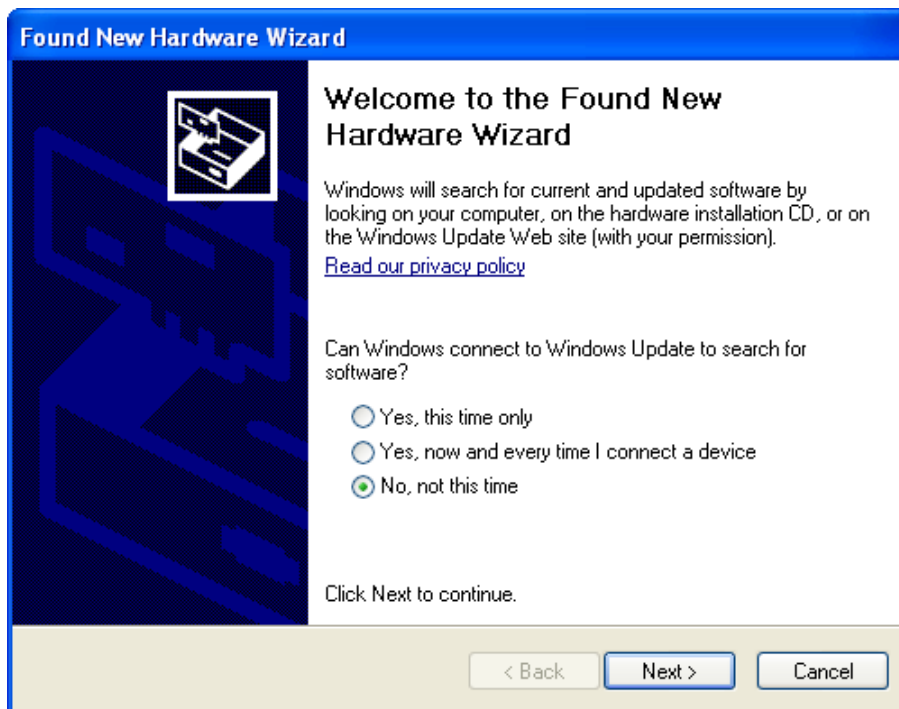 Found New Hardware Wizard
Welcome to the Found New
Hardware Wizard
Windows will search for current and updated software by
looking on your computer, on the hardware installation CD, or on
the Windows Update Web site (with your permission).
Read our privacy policy
Can Windows connect to Windows Update to search for
software?
Yes, this time only
Yes, now and every time I connect a device
No, not this time
Click Next to continue.
< Back
Next >
Cancel